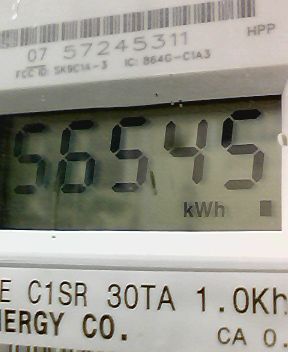 HPP
07 57245311
FCC ID: SK9C1A-3 IC: 864G-C1A3
56545
kWh
E C1SR 30TA 1.0Kh
NERGY CO.
CA 0.